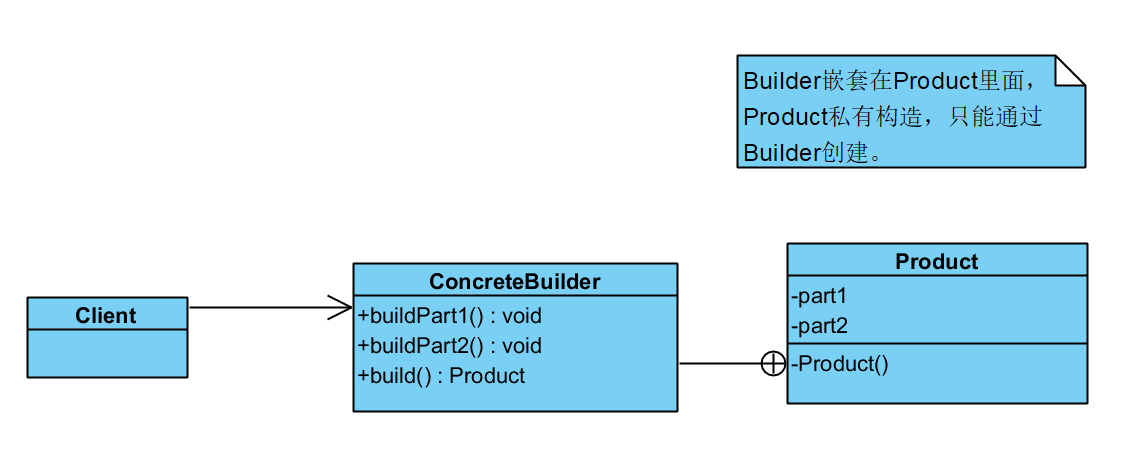 Builder嵌套在Product里面，
Product私有构造，只能通过
Builder创建。
Client
ConcreteBuilder
+buildPart1() : void
+buildPart2() : void
+build() : Product
Product
-part1
-part2
-Product()